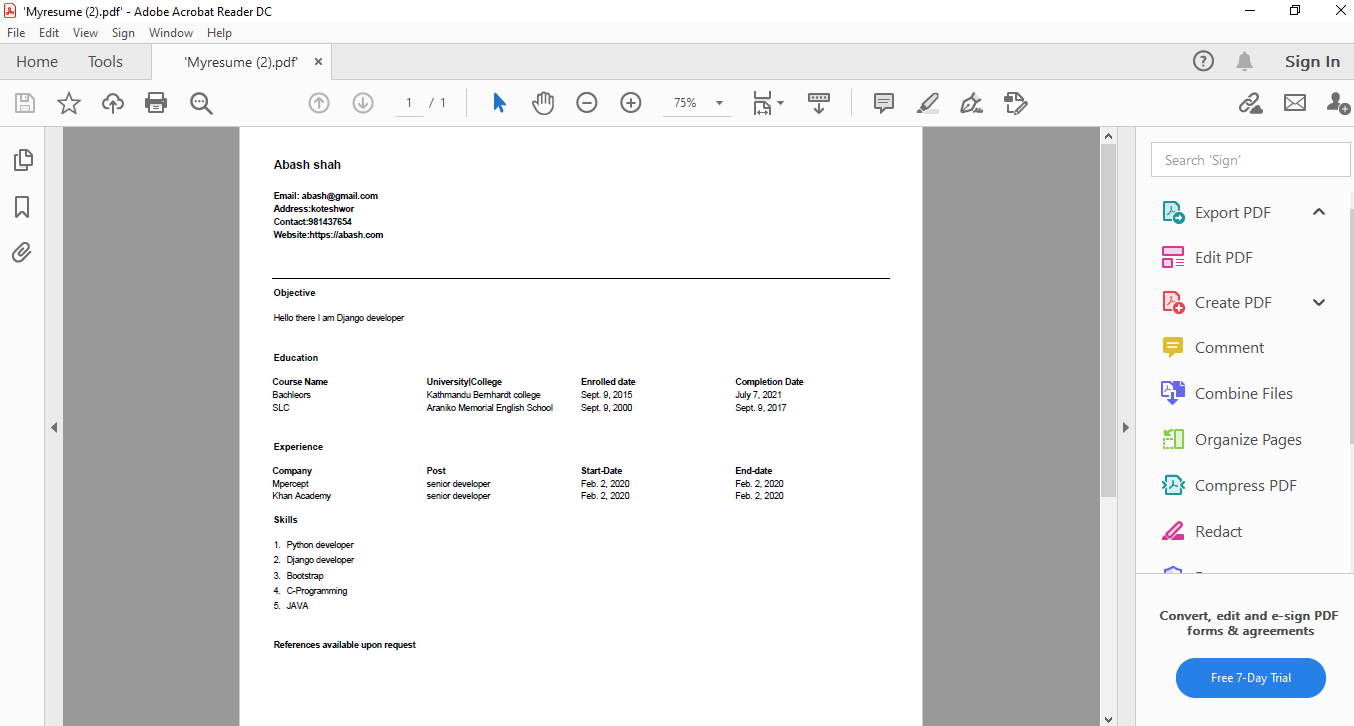 'Myresume (2).pdf' - Adobe Acrobat Reader DC
File Edit View Sign Window Help
Home Tools 'Myresume (2).pdf' × Sign In
1 / 1 75%
Abash shah
Email: abash@gmail.com
Address:koteshwor
Contact:981437654
Website:https://abash.com
Objective
Hello there I am Django developer
Education
Course Name University|College Enrolled date Completion Date
Bachleors Kathmandu Bernhardt college Sept. 9, 2015 July 7, 2021
SLC Araniko Memorial English School Sept. 9, 2000 Sept. 9, 2017
Experience
Company Post Start-Date End-date
Mpercept senior developer Feb. 2, 2020 Feb. 2, 2020
Khan Academy senior developer Feb. 2, 2020 Feb. 2, 2020
Skills
1. Python developer
2. Django developer
3. Bootstrap
4. C-Programming
5. JAVA
References available upon request
Search 'Sign'
Export PDF
Edit PDF
Create PDF
Comment
Combine Files
Organize Pages
Compress PDF
Redact
Convert, edit and e-sign PDF
forms & agreements
Free 7-Day Trial